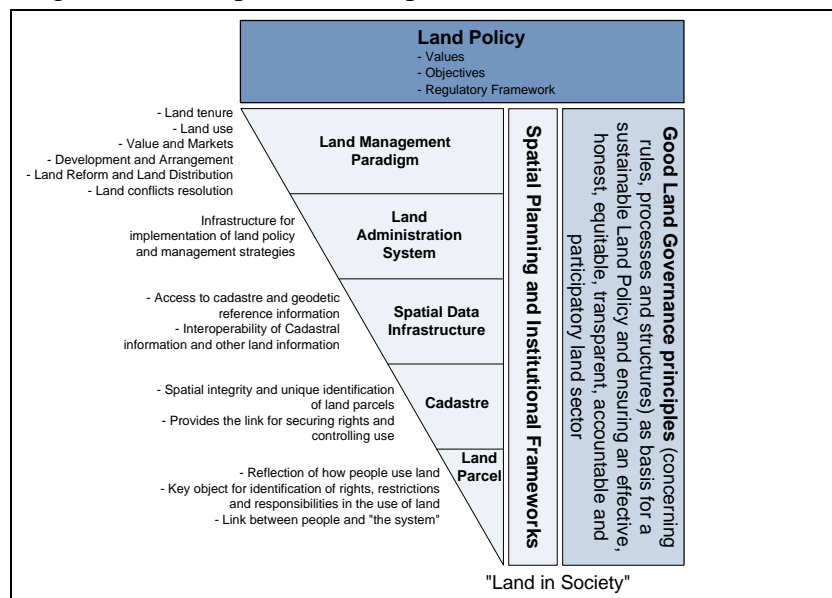 Land Policy
- Values
- Objectives
- Regulatory Framework
- Land tenure
- Land use
- Value and Markets
- Development and Arrangement
- Land Reform and Land Distribution
- Land conflicts resolution
Land Management
Paradigm
Infrastructure for
implementation of land policy
and management strategies
Land
Administration
System
- Access to cadastre and geodetic
reference information
- Interoperability of Cadastral
information and other land information
Spatial Data
Infrastructure
- Spatial integrity and unique identification
of land parcels
- Provides the link for securing rights and
controlling use
Cadastre
- Reflection of how people use land
- Key object for identification of rights, restrictions
and responsibilities in the use of land
- Link between people and "the system"
Land
Parcel
Spatial Planning and Institutional Frameworks
Good Land Governance principles (concerning
rules, processes and structures) as basis for a
sustainable Land Policy and ensuring an effective,
honest, equitable, transparent, accountable and
participatory land sector
"Land in Society"